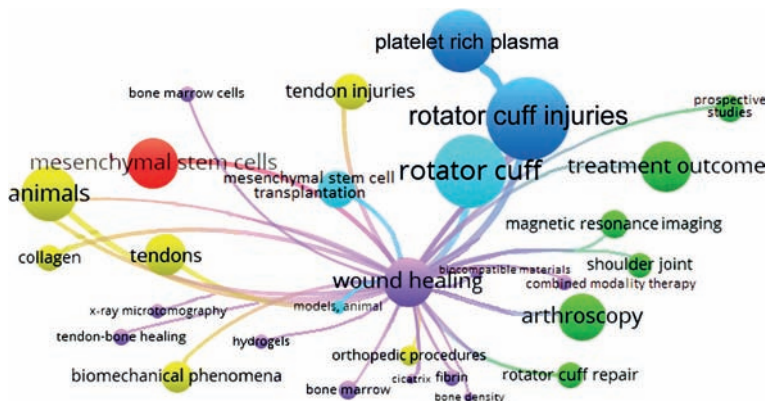 platelet rich plasma
bone marrow cells
tendon injuries
rotator cuff injuries
prospective
studies
mesenchymal stem cells
mesenchymal stem cell
transplantation
rotator cuff
treatment outcome
animals
magnetic resonance imaging
collagen
tendons
wound healing
biocompatible materials
shoulder joint
combined modality therapy
x-ray microtomography
models, animal
arthroscopy
tendon-bone healing
hydrogels
orthopedic procedures
biomechanical phenomena
bone marrow
cicatrix
fibrin
rotator cuff repair
bone density